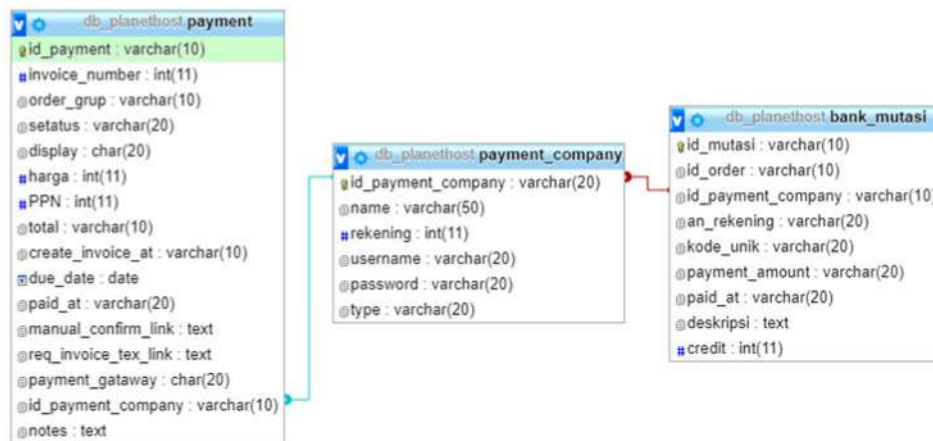 db_planethost payment
id_payment : varchar(10)
invoice_number : int(11)
order_grup : varchar(10)
setatus : varchar(20)
display : char(20)
harga : int(11)
PPN : int(11)
total : varchar(10)
create_invoice_at : varchar(10)
due_date : date
paid_at : varchar(20)
manual_confirm_link : text
req_invoice_tex_link : text
payment_gataway : char(20)
id_payment_company : varchar(10)
notes : text
db_planethost payment_company
id_payment_company : varchar(20)
name : varchar(50)
rekening : int(11)
username : varchar(20)
password : varchar(20)
type : varchar(20)
db_planethost bank_mutasi
id_mutasi : varchar(10)
id_order : varchar(10)
id_payment_company : varchar(10)
an_rekening : varchar(20)
kode_unik : varchar(20)
payment_amount : varchar(20)
paid_at : varchar(20)
deskripsi : text
credit : int(11)